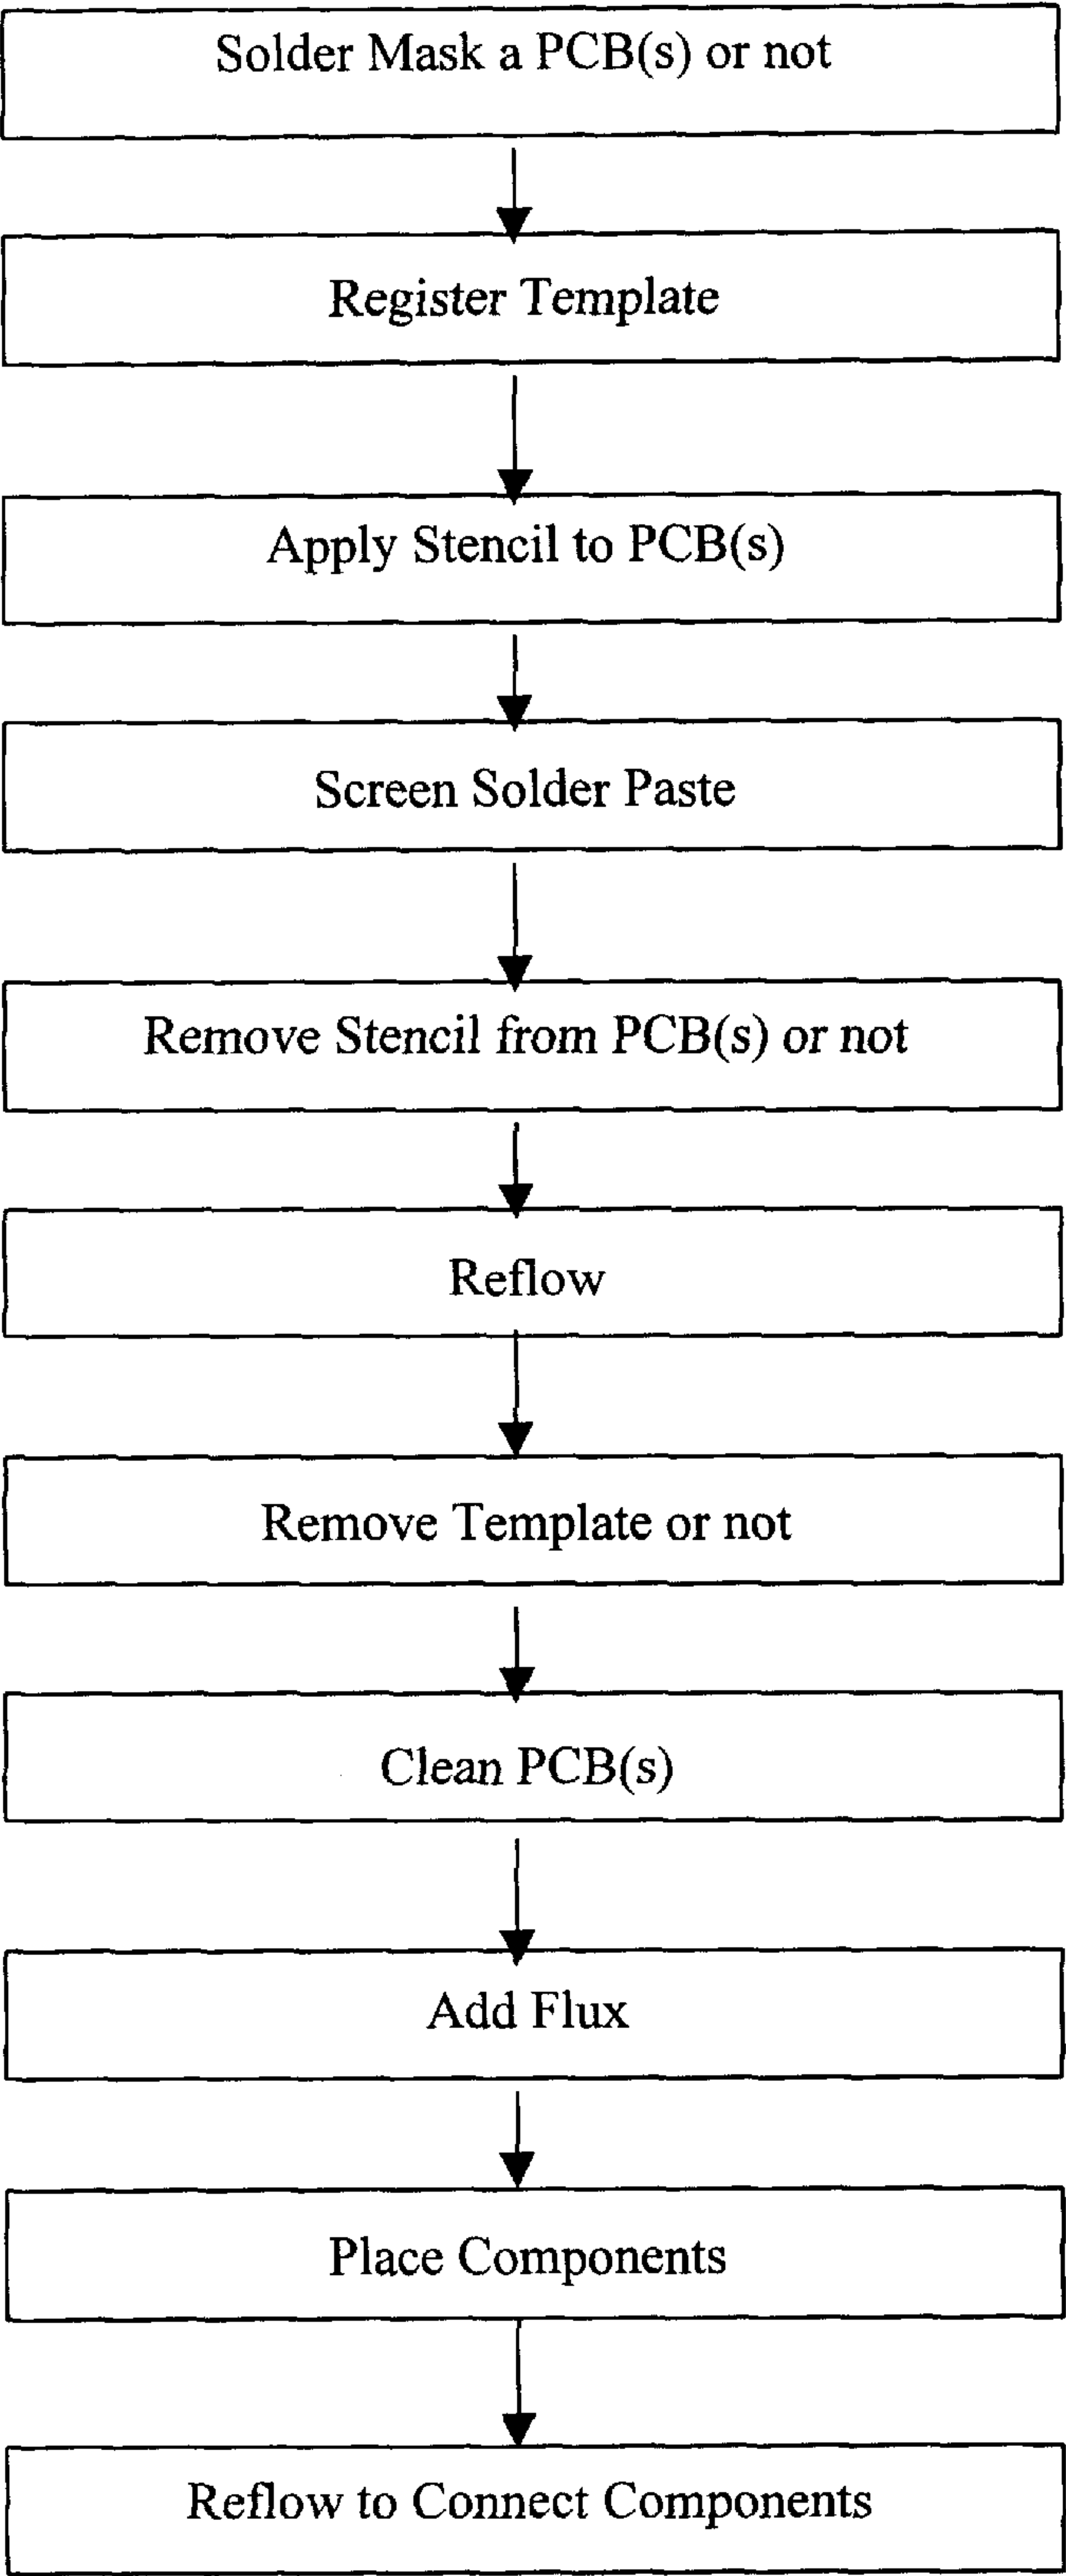 Solder Mask a PCB(s) or not
Register Template
Apply Stencil to PCB(s)
Screen Solder Paste
Remove Stencil from PCB(s) or not
Reflow
Remove Template or not
Clean PCB(s)
Add Flux
Place Components
Reflow to Connect Components